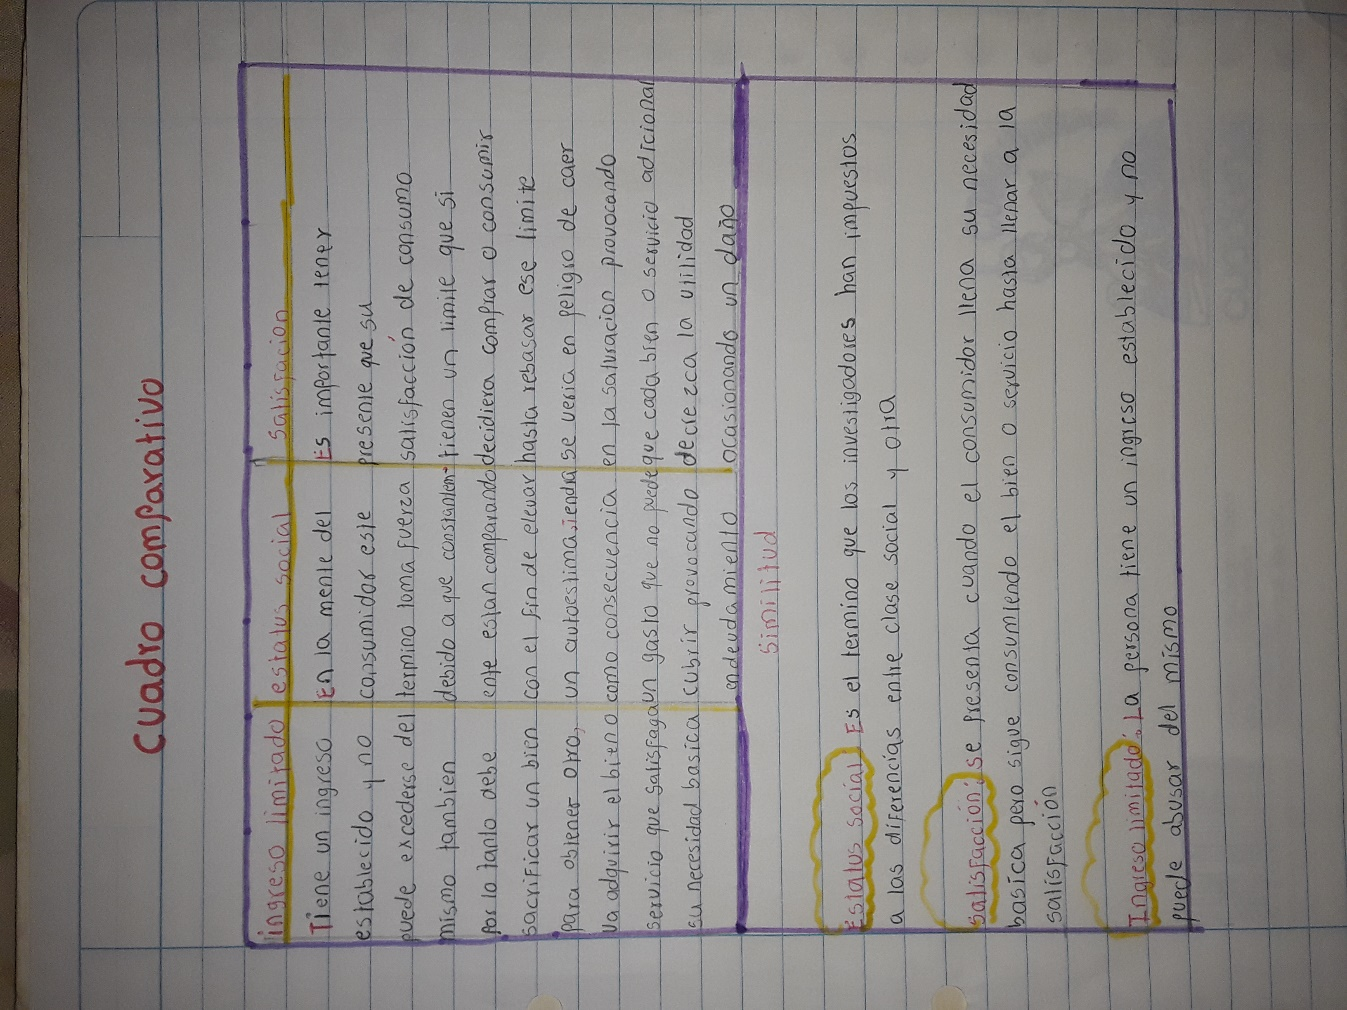 Cuadro comparativo
ingreso limitado estatus social satisfacion
Tiene un ingreso En la mente del Es importante tener
establecido y no consumidor este presente que su
puede excederse del termino toma fuerza satisfacción de consumo
mismo tambien debido a que constantem- tienen un limite que si
por lo tanto debe ente estan comparando decidiera comprar o consumir
sacrificar un bien con el fin de elevar hasta rebasar ese limite
para obtener otro, un autoestima, siendra se veria en peligro de caer
va adquirir el bien o como consecuencia en la saturacion provocando
servicio que satisfaga un gasto que no puede que cada bien o servicio adicional
su necesidad basica cubrir provocando decrezca la utilidad
endeudamiento ocasionando un daño
Similitud
Estatus social: Es el termino que los investigadores han impuestos
a las diferencias entre clase social y otra
satisfacción: se presenta cuando el consumidor llena su necesidad
basica pero sigue consumiendo el bien o servicio hasta llenar a la
satisfacción
Ingreso limitado: La persona tiene un ingreso establecido y no
puede abusar del mismo